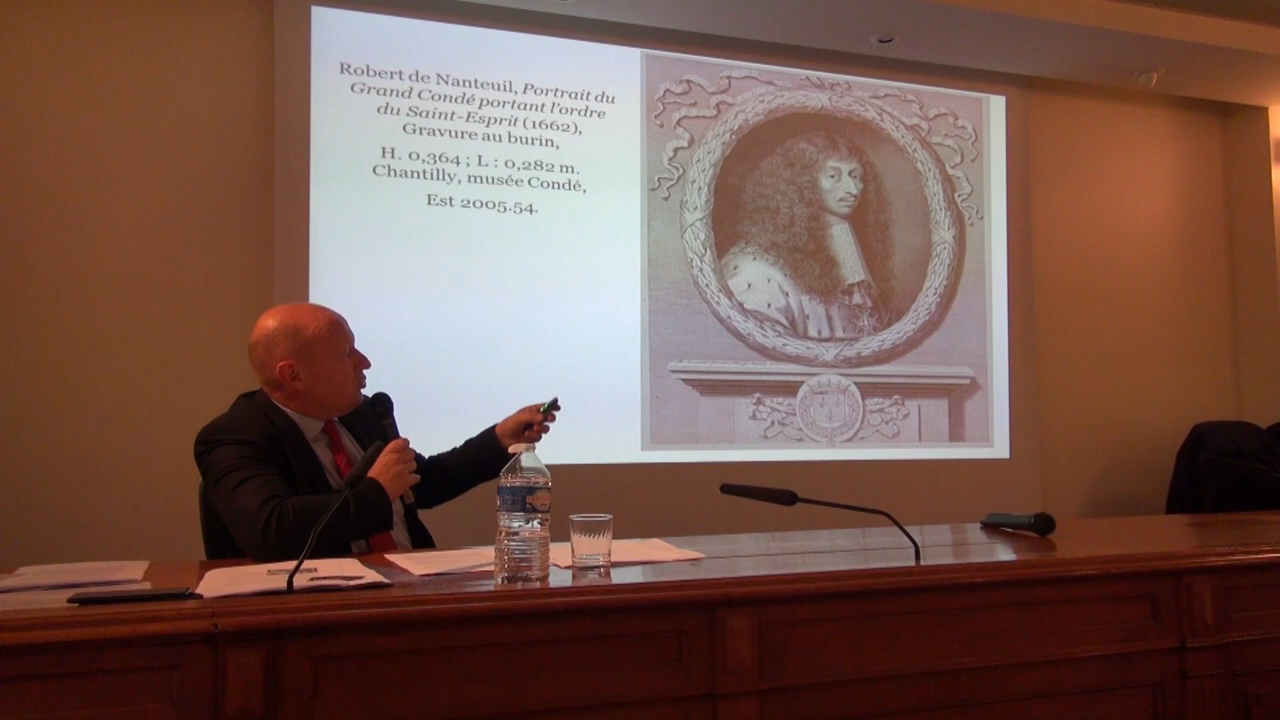 Robert de Nanteuil, Portrait du
Grand Condé portant l'ordre
du Saint-Esprit (1662),
Gravure au burin,
H. 0,364 ; L : 0,282 m.
Chantilly, musée Condé,
Est 2005.54.